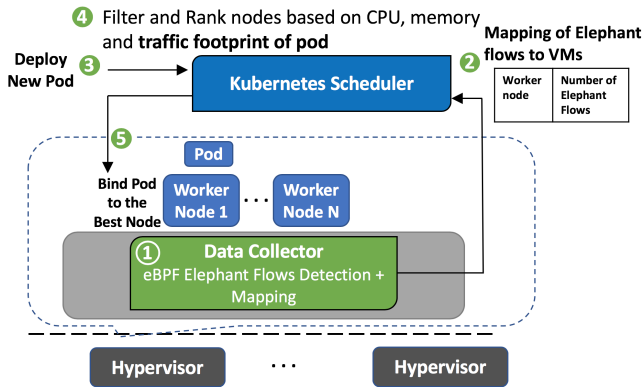 4 Filter and Rank nodes based on CPU, memory
and traffic footprint of pod
Deploy
New Pod
3
Kubernetes Scheduler
2
Mapping of Elephant
flows to VMs
Worker
node
Number of
Elephant
Flows
5
Bind Pod
to the
Best Node
Pod
Worker
Node 1
...
Worker
Node N
1
Data Collector
eBPF Elephant Flows Detection +
Mapping
Hypervisor
...
Hypervisor